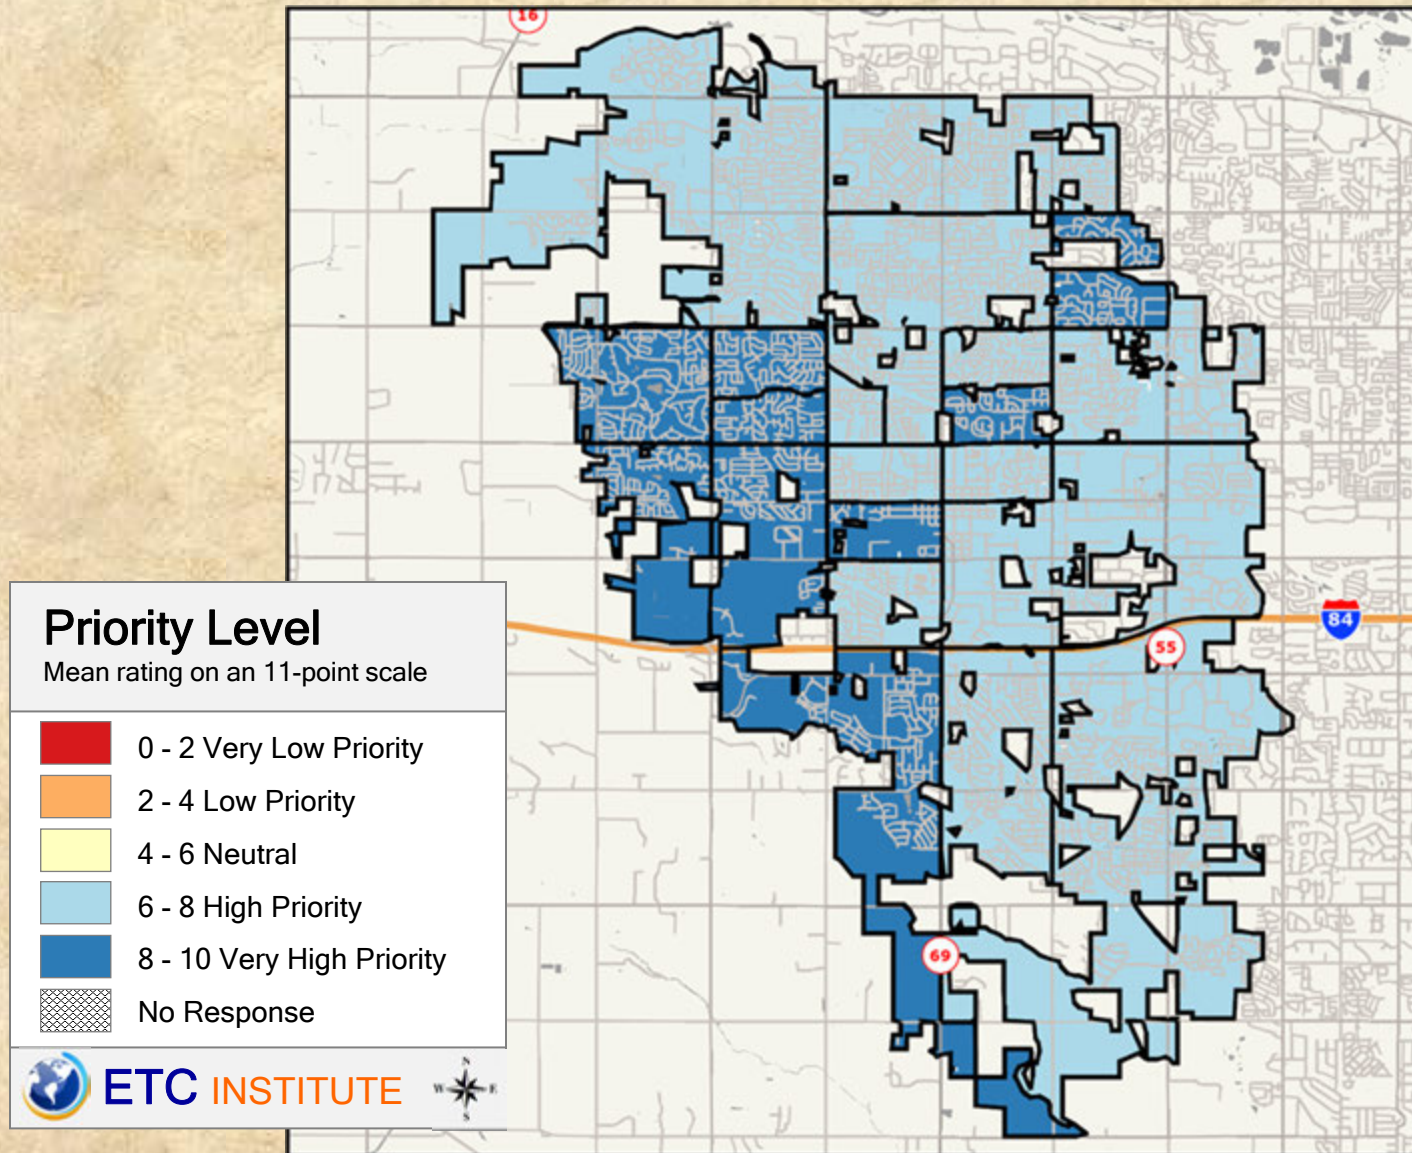 16
84
55
69
Priority Level
Mean rating on an 11-point scale
0 - 2 Very Low Priority
2 - 4 Low Priority
4 - 6 Neutral
6 - 8 High Priority
8 - 10 Very High Priority
No Response
ETC INSTITUTE
N
W E
S